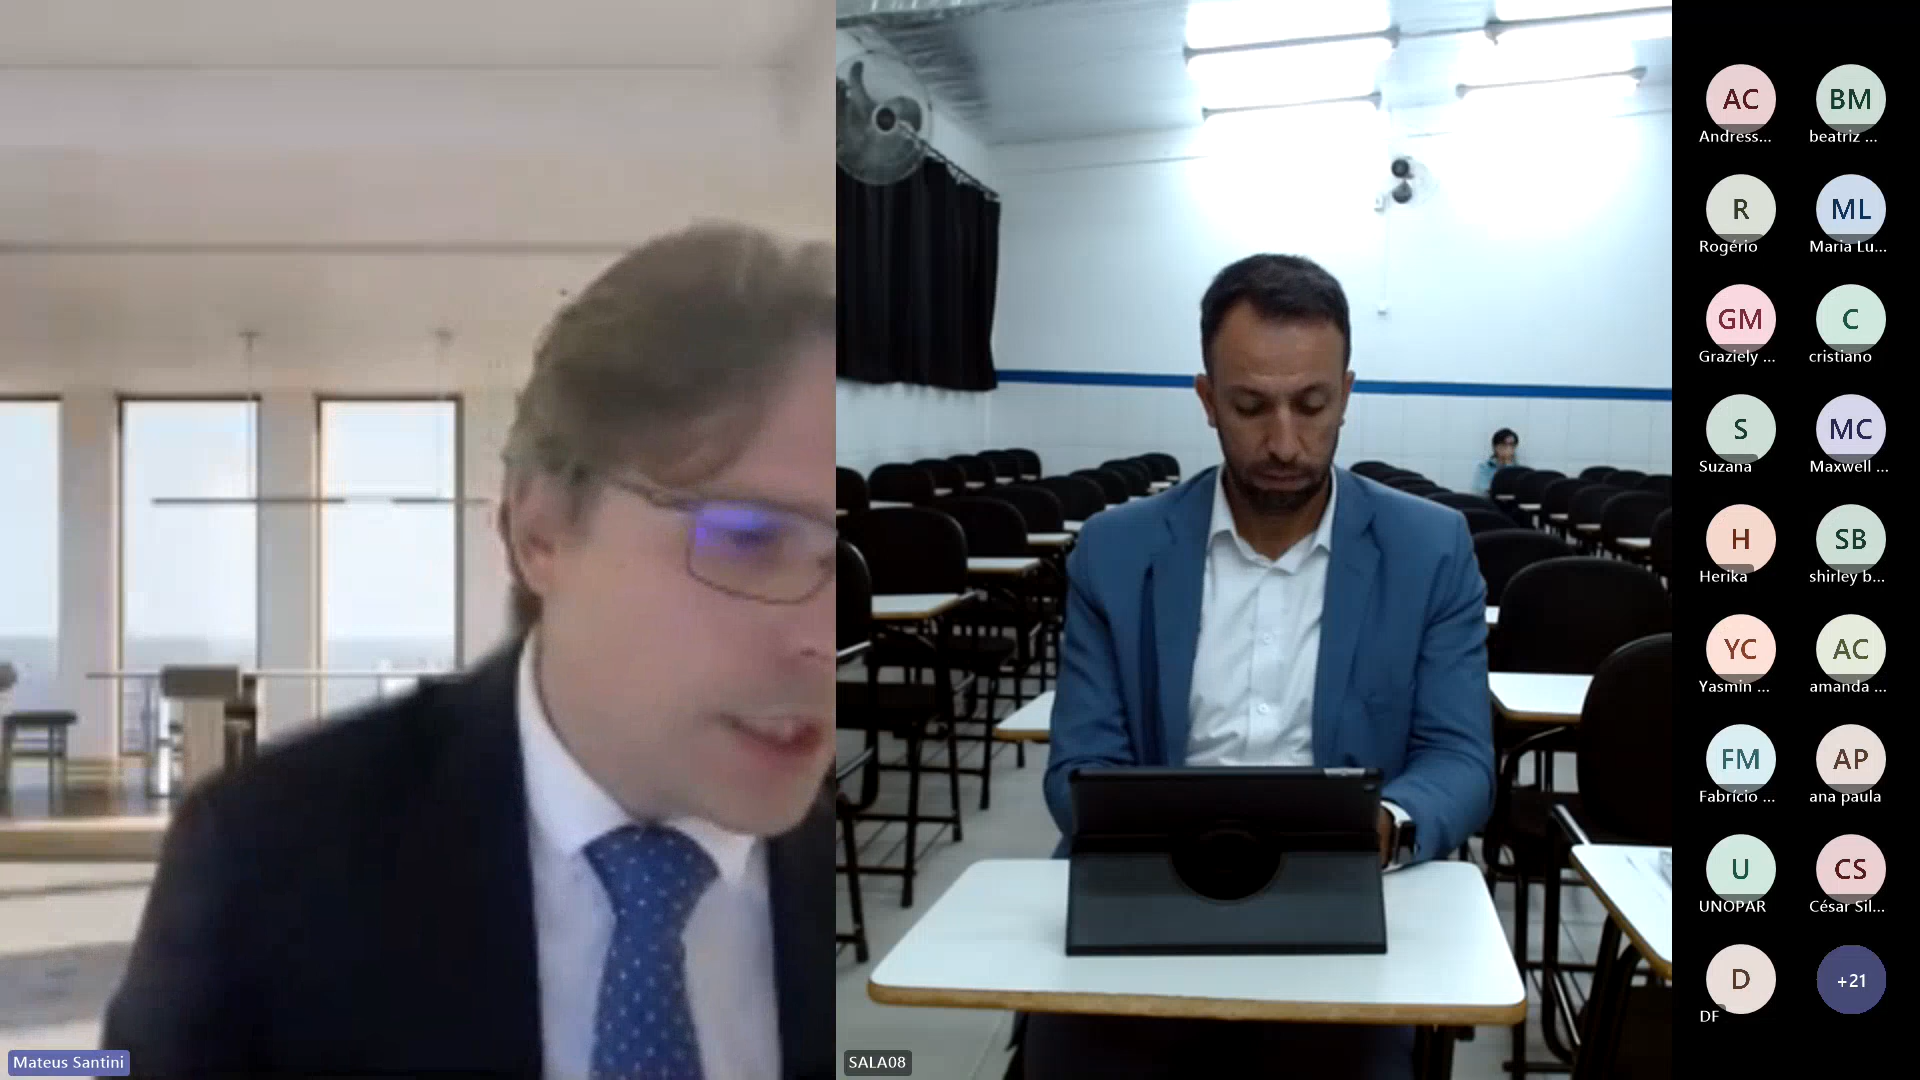 AC BM
Andress... beatriz ...
R ML
Rogério Maria Lu...
GM C
Graziely ... cristiano
S MC
Suzana Maxwell ...
H SB
Herika shirley b...
YC AC
Yasmin ... amanda ...
FM AP
Fabrício ... ana paula
U CS
UNOPAR César Sil...
D +21
DF
Mateus Santini SALA08